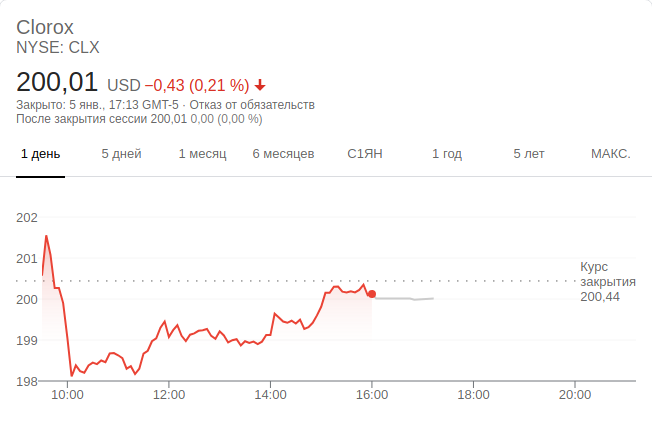 Clorox
NYSE: CLX
200,01 USD −0,43 (0,21 %)
Закрыто: 5 янв., 17:13 GMT-5 · Отказ от обязательств
После закрытия сессии 200,01 0,00 (0,00 %)
1 день 5 дней 1 месяц 6 месяцев С1ЯН 1 год 5 лет МАКС.
202
201
Курс
закрытия
200,44
200
199
198
10:00 12:00 14:00 16:00 18:00 20:00